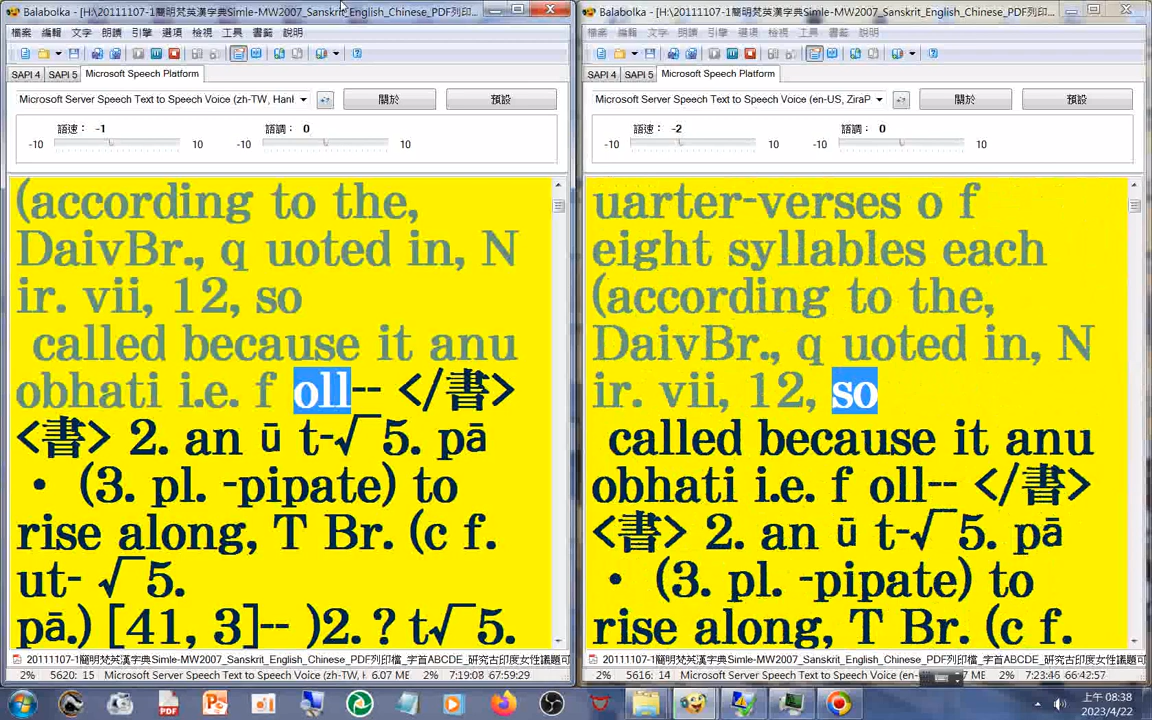 Balabolka - [H:\20111107-1簡明梵英漢字典Simle-MW2007_Sanskrit_English_Chinese_PDF列印...
檔案 編輯 文字 朗讀 引擎 選項 檢視 工具 書籤 說明
SAPI 4 SAPI 5 Microsoft Speech Platform
Microsoft Server Speech Text to Speech Voice (zh-TW, Hanl
關於
預設
語速： -1
語調： 0
-10 10 -10 10
(according to the,
DaivBr., q uoted in, N
ir. vii, 12, so
called because it anu
obhati i.e. f oll-- </書>
<書> 2. an ū t-√5. pā
• (3. pl. -pipate) to
rise along, T Br. (c f.
ut- √5.
pā.) [41, 3]-- )2. ? t√5.
20111107-1簡明梵英漢字典Simle-MW2007_Sanskrit_English_Chinese_PDF列印檔_字首ABCDE_研究古印度女性議題可
2% 5620: 15 Microsoft Server Speech Text to Speech Voice (zh-TW, H 6.07 ME 2% 7:19:08 67:59:29
Balabolka - [H:\20111107-1簡明梵英漢字典Simle-MW2007_Sanskrit_English_Chinese_PDF列印...
檔案 編輯 文字 朗讀 引擎 選項 檢視 工具 書籤 說明
SAPI 4 SAPI 5 Microsoft Speech Platform
Microsoft Server Speech Text to Speech Voice (en-US, ZiraP
關於
預設
語速： -2
語調： 0
-10 10 -10 10
uarter-verses o f
eight syllables each
(according to the,
DaivBr., q uoted in, N
ir. vii, 12, so
called because it anu
obhati i.e. f oll-- </書>
<書> 2. an ū t-√5. pā
• (3. pl. -pipate) to
rise along, T Br. (c f.
20111107-1簡明梵英漢字典Simle-MW2007_Sanskrit_English_Chinese_PDF列印檔_字首ABCDE_研究古印度女性議題可
2% 5616: 14 Microsoft Server Speech Text to Speech Voice (en-US ME 2% 7:23:46 66:42:57
上午 08:38
2023/4/22